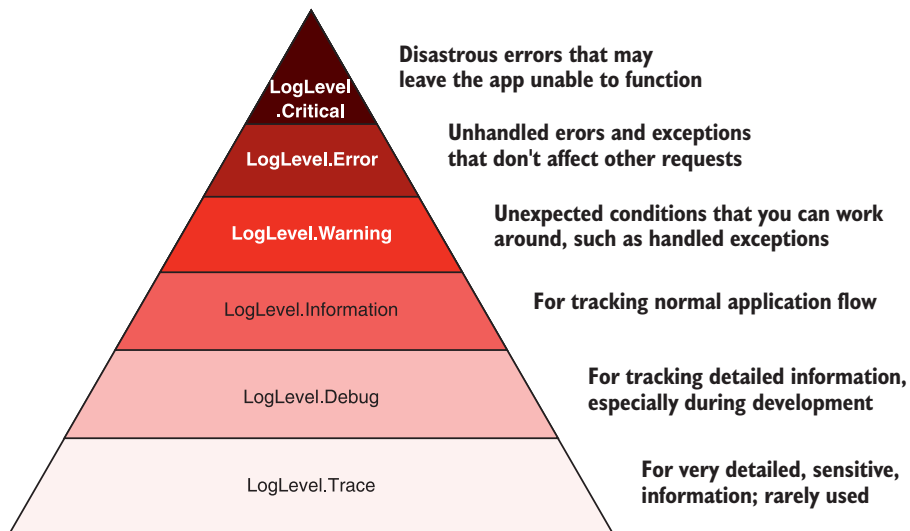 LogLevel
.Critical
Disastrous errors that may
leave the app unable to function
LogLevel.Error
Unhandled erors and exceptions
that don't affect other requests
LogLevel.Warning
Unexpected conditions that you can work
around, such as handled exceptions
LogLevel.Information
For tracking normal application flow
LogLevel.Debug
For tracking detailed information,
especially during development
LogLevel.Trace
For very detailed, sensitive,
information; rarely used